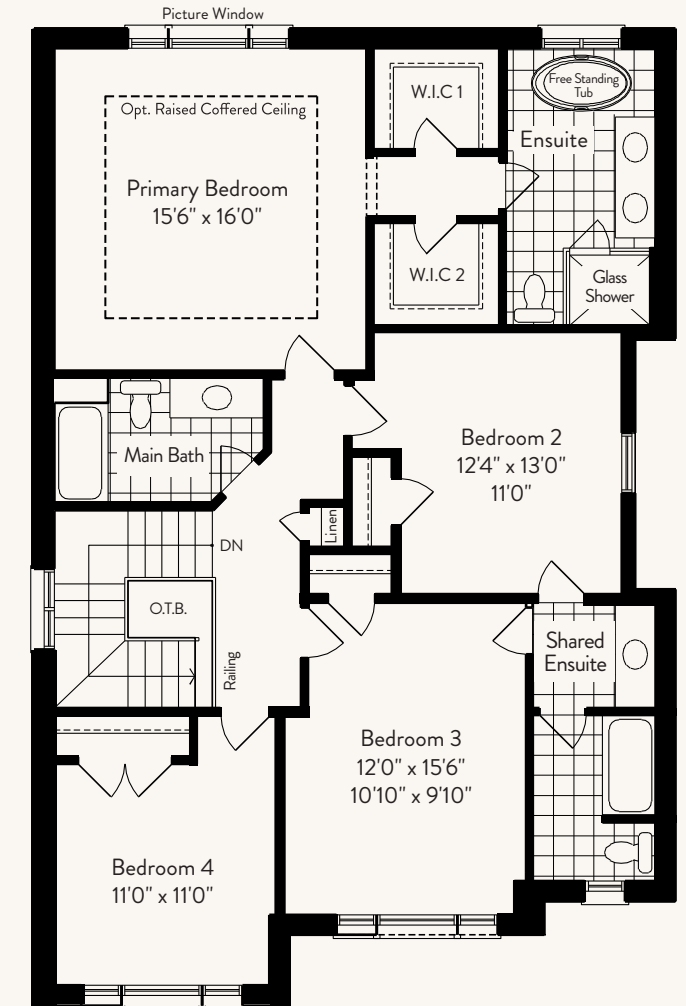 Picture Window
Opt. Raised Coffered Ceiling
Primary Bedroom
15'6" x 16'0"
W.I.C 1
W.I.C 2
Free Standing
Tub
Ensuite
Glass
Shower
Main Bath
Bedroom 2
12'4" x 13'0"
11'0"
Linen
DN
O.T.B.
Railing
Shared
Ensuite
Bedroom 3
12'0" x 15'6"
10'10" x 9'10"
Bedroom 4
11'0" x 11'0"